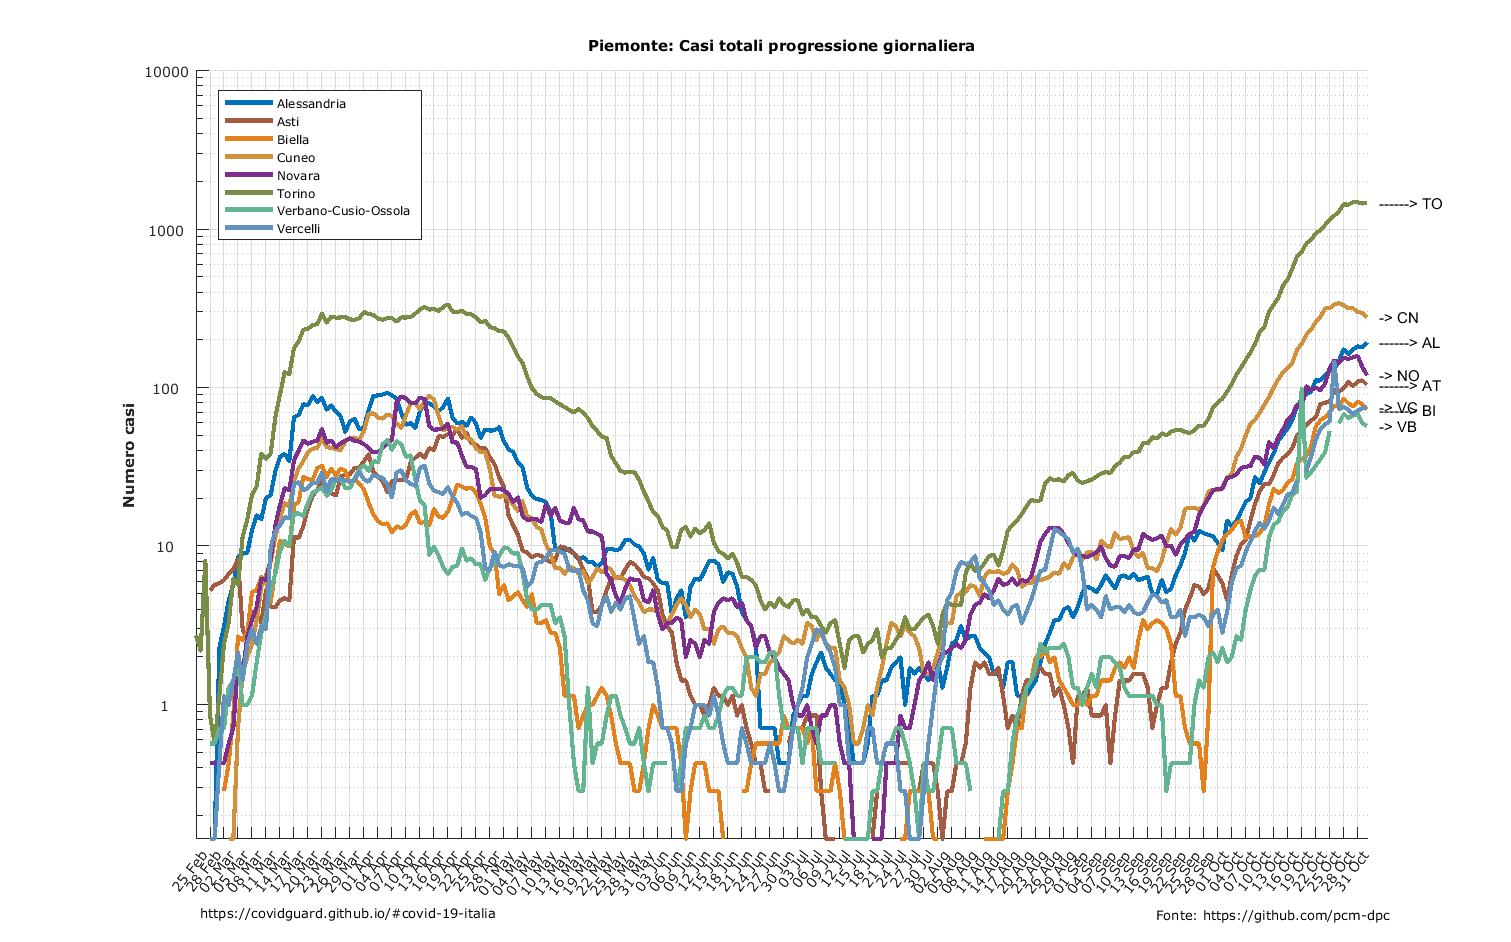 Piemonte: Casi totali progressione giornaliera
10000
1000
100
10
1
Numero casi
Alessandria
Asti
Biella
Cuneo
Novara
Torino
Verbano-Cusio-Ossola
Vercelli
------> TO
-> CN
------> AL
-> NO
------> AT
-> VC
------> BI
-> VB
25 Feb
28 Feb
02 Mar
05 Mar
08 Mar
11 Mar
14 Mar
17 Mar
20 Mar
23 Mar
26 Mar
29 Mar
01 Apr
04 Apr
07 Apr
10 Apr
13 Apr
16 Apr
19 Apr
22 Apr
25 Apr
28 Apr
01 May
04 May
07 May
10 May
13 May
16 May
19 May
22 May
25 May
28 May
31 May
03 Jun
06 Jun
09 Jun
12 Jun
15 Jun
18 Jun
21 Jun
24 Jun
27 Jun
30 Jun
03 Jul
06 Jul
09 Jul
12 Jul
15 Jul
18 Jul
21 Jul
24 Jul
27 Jul
30 Jul
02 Aug
05 Aug
08 Aug
11 Aug
14 Aug
17 Aug
20 Aug
23 Aug
26 Aug
29 Aug
01 Sep
04 Sep
07 Sep
10 Sep
13 Sep
16 Sep
19 Sep
22 Sep
25 Sep
28 Sep
01 Oct
04 Oct
07 Oct
10 Oct
13 Oct
16 Oct
19 Oct
22 Oct
25 Oct
28 Oct
31 Oct
https://covidguard.github.io/#covid-19-italia
Fonte: https://github.com/pcm-dpc